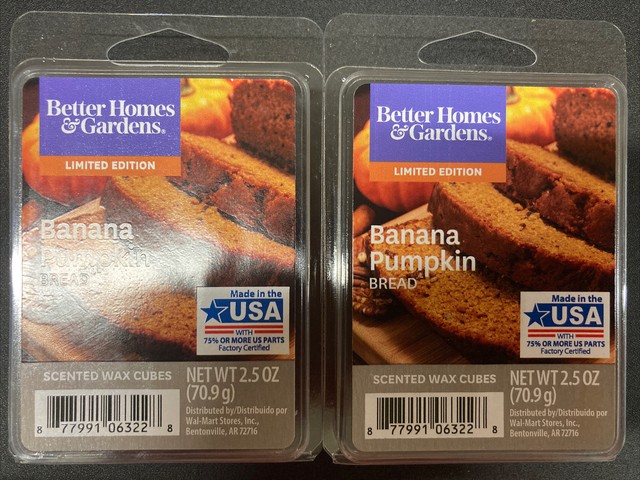 Better Homes
& Gardens®
LIMITED EDITION
Banana
Pumpkin
BREAD
Made in the
USA
WITH
75% OR MORE US PARTS
Factory Certified
SCENTED WAX CUBES
NET WT 2.5 OZ
(70.9 g)
Distributed by/Distribuido por
Wal-Mart Stores, Inc.,
Bentonville, AR 72716
8 77991 06322 8
Better Homes
& Gardens®
LIMITED EDITION
Banana
Pumpkin
BREAD
Made in the
USA
WITH
75% OR MORE US PARTS
Factory Certified
SCENTED WAX CUBES
NET WT 2.5 OZ
(70.9 g)
Distributed by/Distribuido por
Wal-Mart Stores, Inc.,
Bentonville, AR 72716
8 77991 06322 8